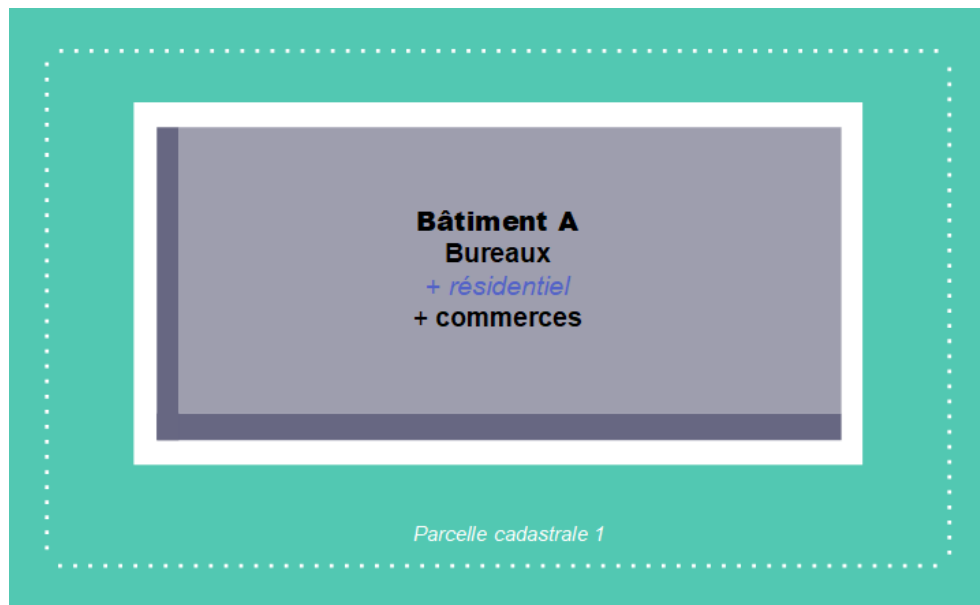 Bâtiment A
Bureaux
+ résidentiel
+ commerces
Parcelle cadastrale 1